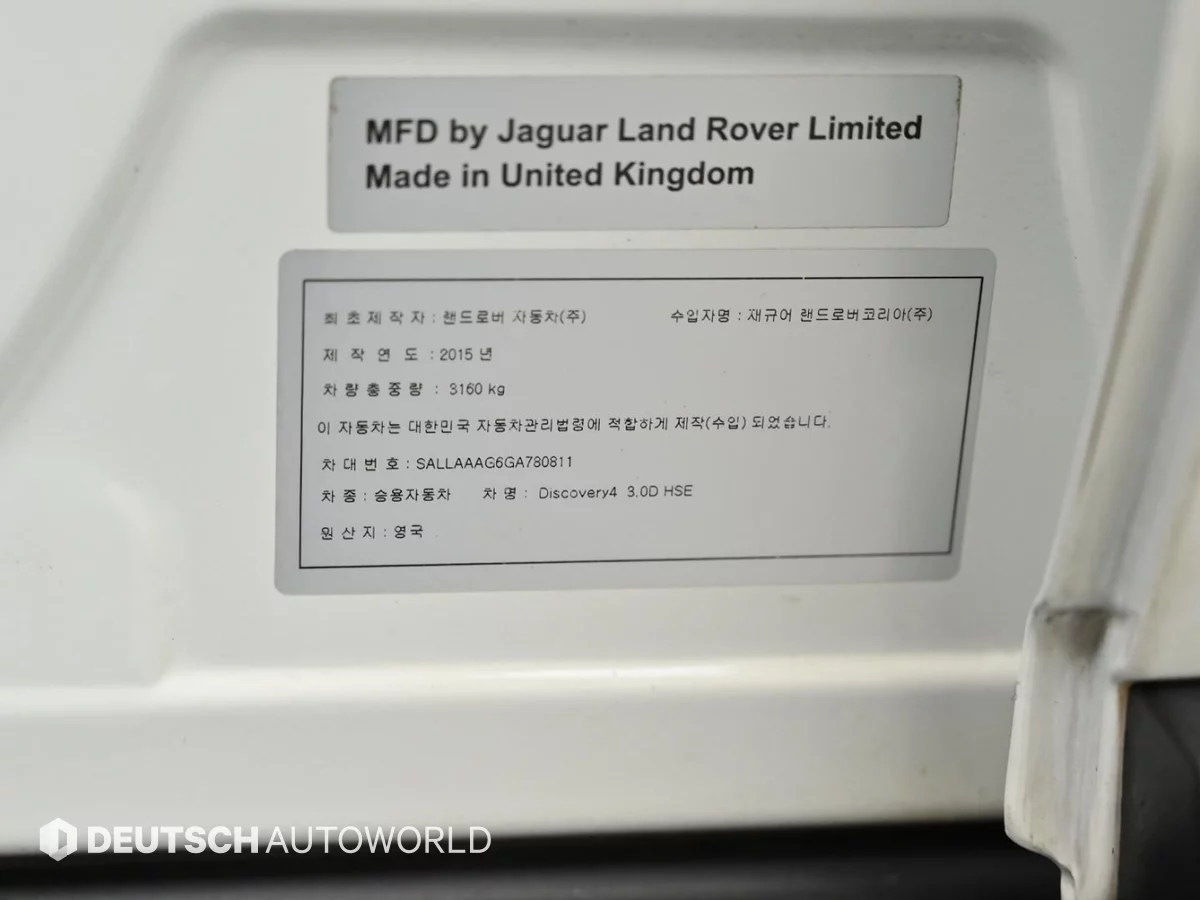 MFD by Jaguar Land Rover Limited
Made in United Kingdom
최 초 제 작 자 : 랜드로버 자동차(주) 수입자명 : 재규어 랜드로버코리아(주)
제 작 연 도 : 2015 년
차 량 총 중 량 : 3160 kg
이 자동차는 대한민국 자동차관리법령에 적합하게 제작(수입) 되었습니다.
차 대 번 호 : SALLAAAG6GA780811
차 종 : 승용자동차 차 명 : Discovery4 3.0D HSE
원 산 지 : 영국
DEUTSCH AUTOWORLD